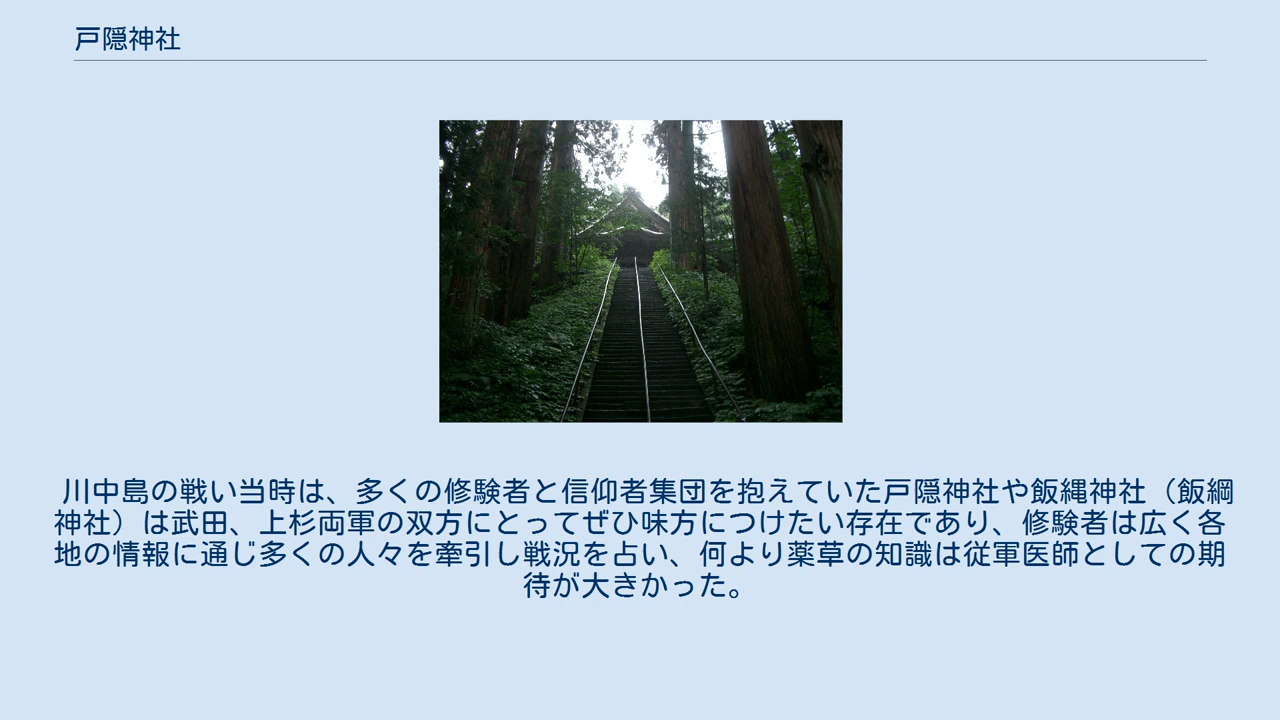 戸隠神社
川中島の戦い当時は、多くの修験者と信仰者集団を抱えていた戸隠神社や飯縄神社（飯綱
神社）は武田、上杉両軍の双方にとってぜひ味方につけたい存在であり、修験者は広く各
地の情報に通じ多くの人々を牽引し戦況を占い、何より薬草の知識は従軍医師としての期
待が大きかった。